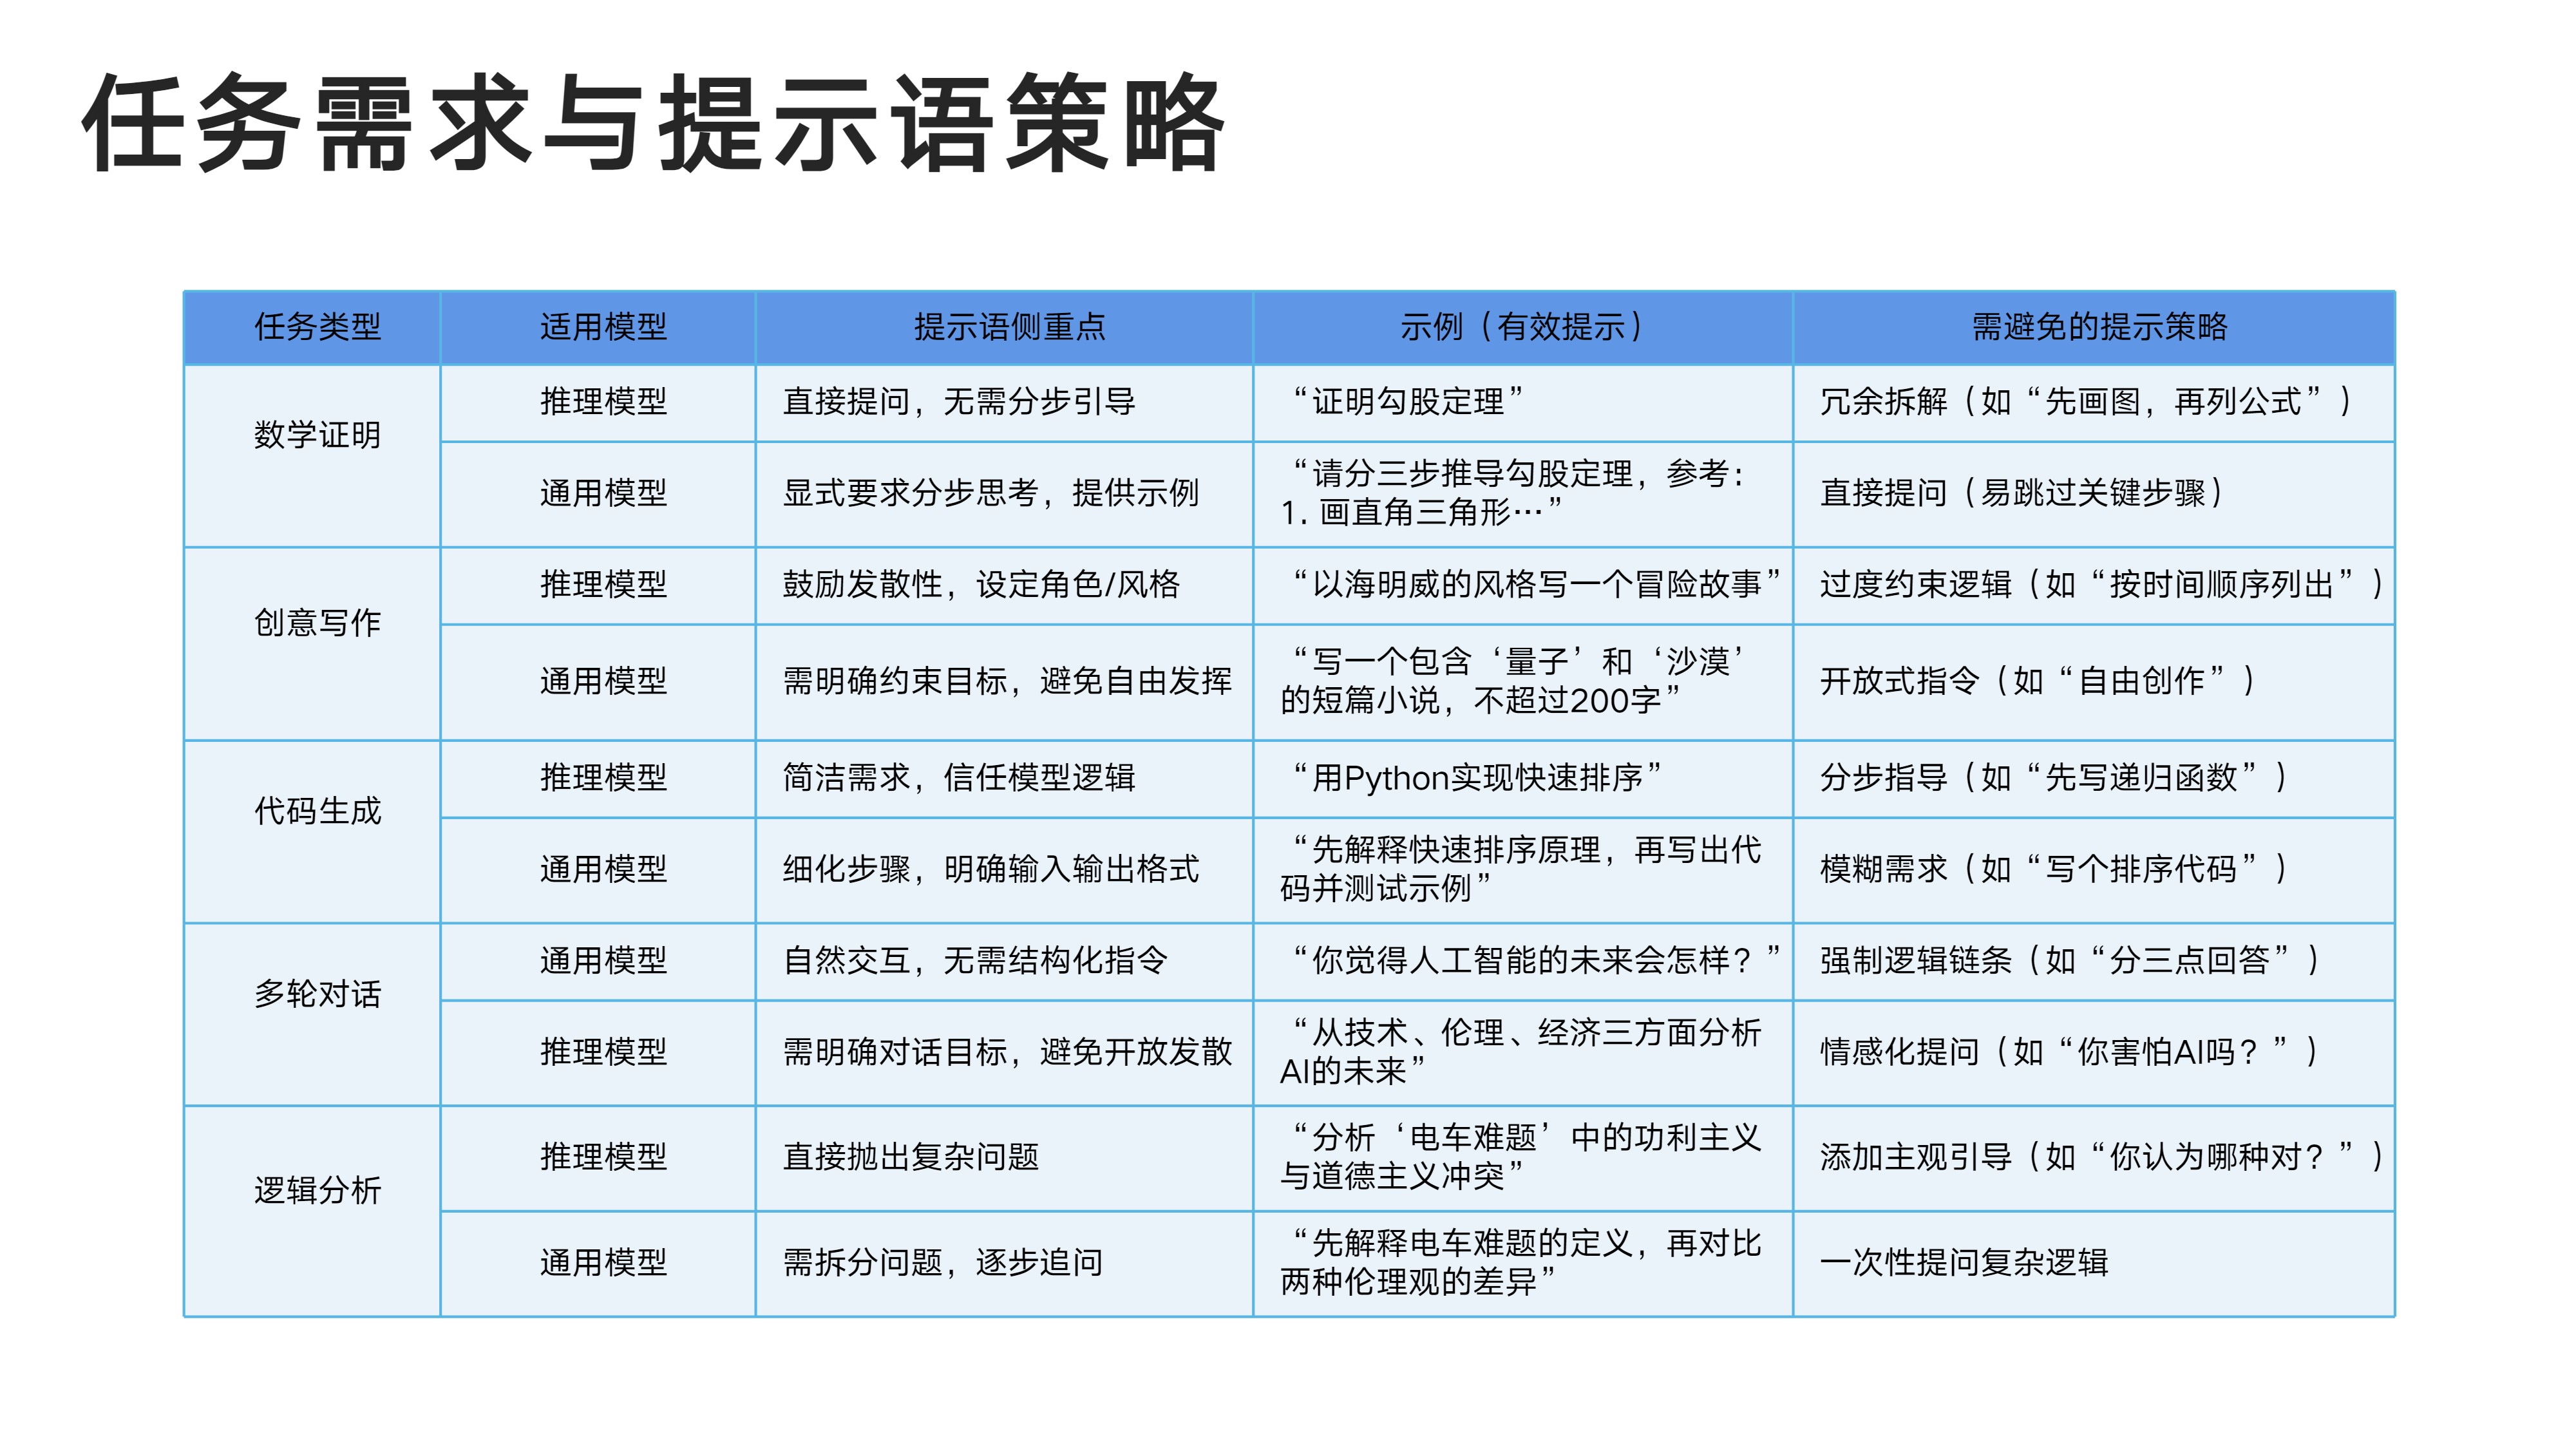 任务需求与提示语策略
任务类型 适用模型 提示语侧重点 示例（有效提示） 需避免的提示策略
数学证明
推理模型 直接提问，无需分步引导 “证明勾股定理” 冗余拆解（如“先画图，再列公式”）
通用模型 显式要求分步思考，提供示例 “请分三步推导勾股定理，参考：
1. 画直角三角形…” 直接提问（易跳过关键步骤）
创意写作
推理模型 鼓励发散性，设定角色/风格 “以海明威的风格写一个冒险故事” 过度约束逻辑（如“按时间顺序列出”）
通用模型 需明确约束目标，避免自由发挥 “写一个包含‘量子’和‘沙漠’
的短篇小说，不超过200字” 开放式指令（如“自由创作”）
代码生成
推理模型 简洁需求，信任模型逻辑 “用Python实现快速排序” 分步指导（如“先写递归函数”）
通用模型 细化步骤，明确输入输出格式 “先解释快速排序原理，再写出代
码并测试示例” 模糊需求（如“写个排序代码”）
多轮对话
通用模型 自然交互，无需结构化指令 “你觉得人工智能的未来会怎样？” 强制逻辑链条（如“分三点回答”）
推理模型 需明确对话目标，避免开放发散 “从技术、伦理、经济三方面分析
AI的未来” 情感化提问（如“你害怕AI吗？”）
逻辑分析
推理模型 直接抛出复杂问题 “分析‘电车难题’中的功利主义
与道德主义冲突” 添加主观引导（如“你认为哪种对？”）
通用模型 需拆分问题，逐步追问 “先解释电车难题的定义，再对比
两种伦理观的差异” 一次性提问复杂逻辑